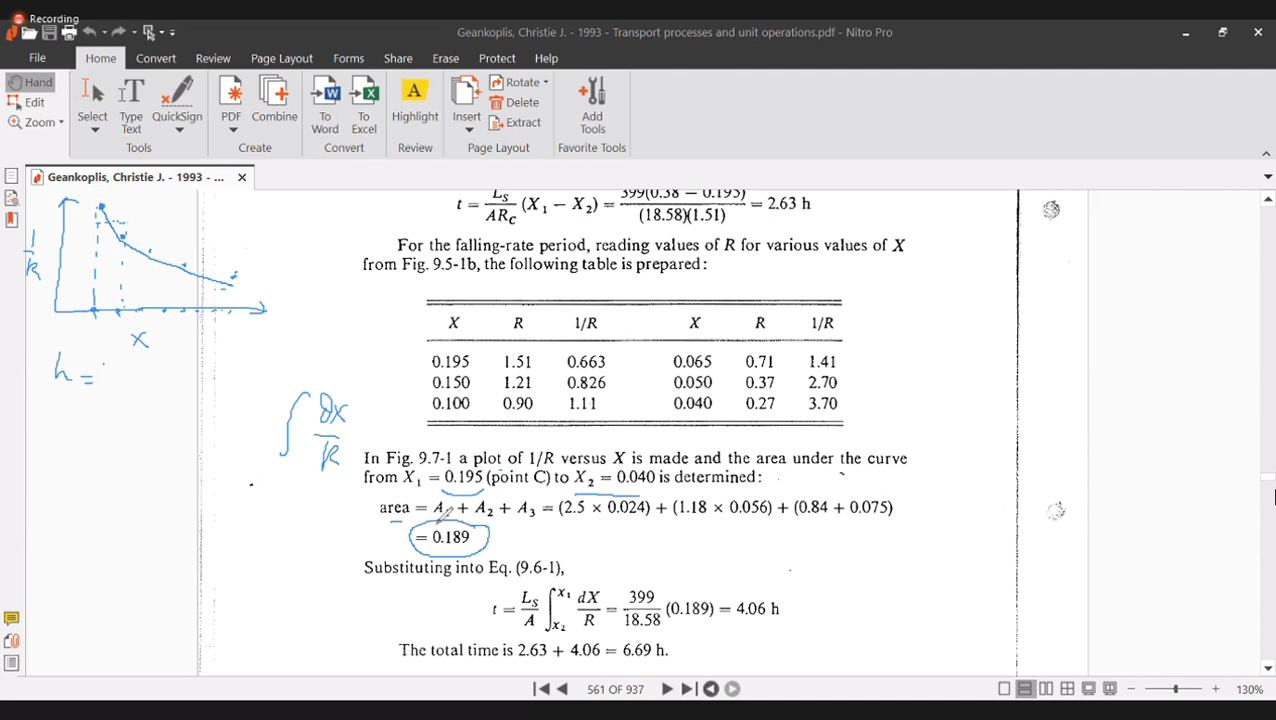 Recording
Geankoplis, Christie J. - 1993 - Transport processes and unit operations.pdf - Nitro Pro
File Home Convert Review Page Layout Forms Share Erase Protect Help
Hand
Edit
Zoom
Select
Type Text
QuickSign
Tools
PDF
Combine
Create
To Word
To Excel
Convert
Highlight
Review
Insert
Rotate
Delete
Extract
Page Layout
Add Tools
Favorite Tools
Geankoplis, Christie J. - 1993 - ...
t = L_S/(AR_C) (X₁ − X₂) = 399(0.38 − 0.195)/((18.58)(1.51)) = 2.63 h
For the falling-rate period, reading values of R for various values of X
from Fig. 9.5-1b, the following table is prepared:
X R 1/R X R 1/R
0.195 1.51 0.663 0.065 0.71 1.41
0.150 1.21 0.826 0.050 0.37 2.70
0.100 0.90 1.11 0.040 0.27 3.70
1/R
X
h =
∫ ∂X/R
In Fig. 9.7-1 a plot of 1/R versus X is made and the area under the curve
from X₁ = 0.195 (point C) to X₂ = 0.040 is determined:
area = A₁ + A₂ + A₃ = (2.5 × 0.024) + (1.18 × 0.056) + (0.84 + 0.075)
= 0.189
Substituting into Eq. (9.6-1),
t = L_S/A ∫_{X₂}^{X₁} dX/R = 399/18.58 (0.189) = 4.06 h
The total time is 2.63 + 4.06 = 6.69 h.
561 OF 937
130%